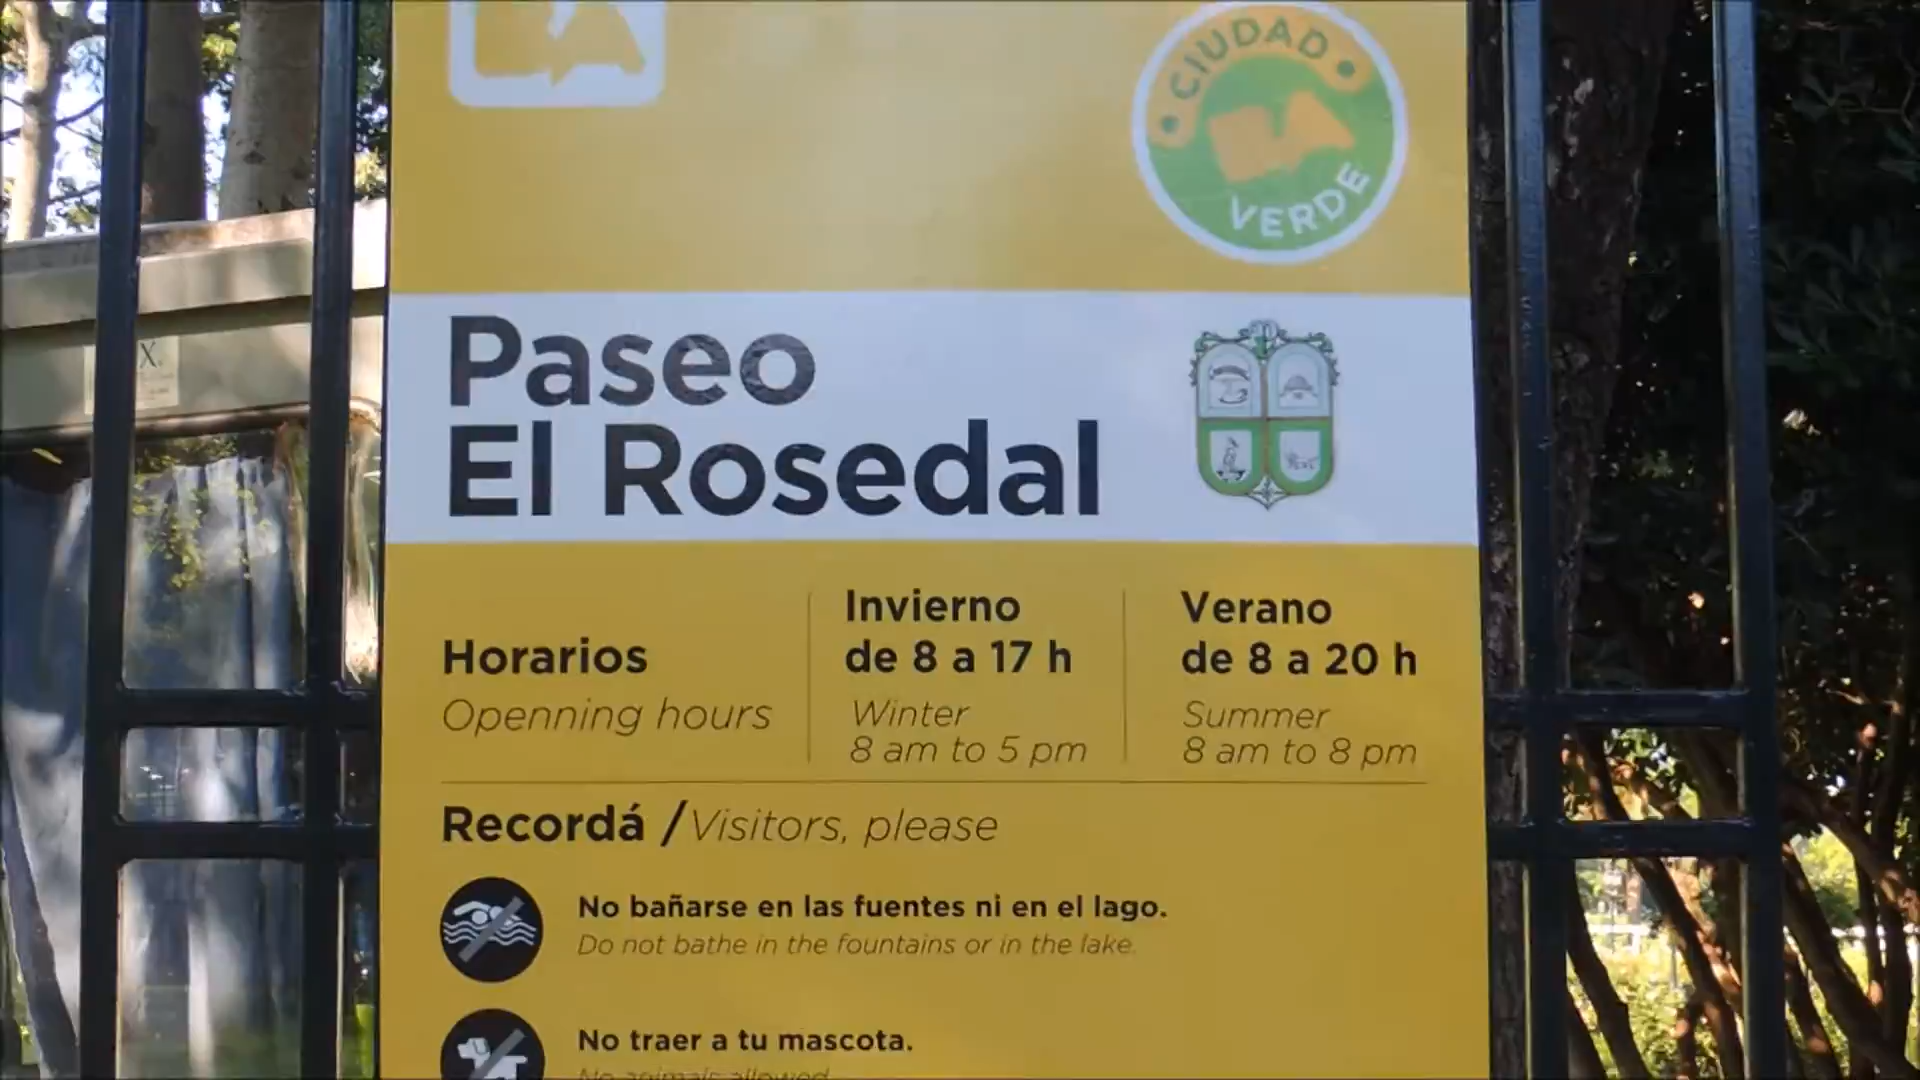 CIUDAD
VERDE
Paseo
El Rosedal
Horarios
Openning hours
Invierno
de 8 a 17 h
Winter
8 am to 5 pm
Verano
de 8 a 20 h
Summer
8 am to 8 pm
Recordá / Visitors, please
No bañarse en las fuentes ni en el lago.
Do not bathe in the fountains or in the lake.
No traer a tu mascota.
No animals allowed
X.